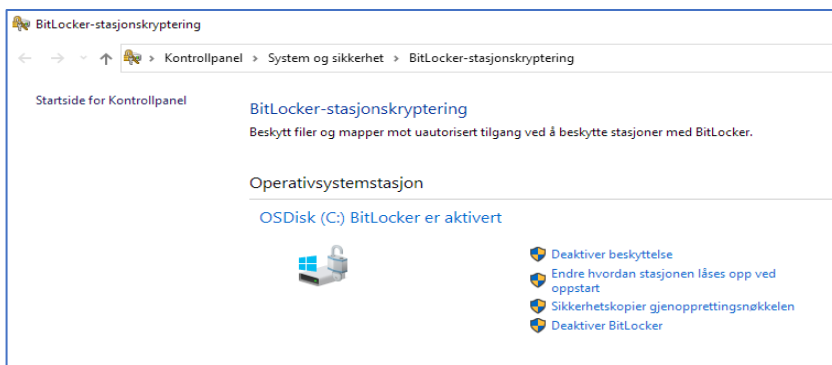 BitLocker-stasjonskryptering
Kontrollpanel > System og sikkerhet > BitLocker-stasjonskryptering
Startside for Kontrollpanel
BitLocker-stasjonskryptering
Beskytt filer og mapper mot uautorisert tilgang ved å beskytte stasjoner med BitLocker.
Operativsystemstasjon
OSDisk (C:) BitLocker er aktivert
Deaktiver beskyttelse
Endre hvordan stasjonen låses opp ved
oppstart
Sikkerhetskopier gjenopprettingsnøkkelen
Deaktiver BitLocker